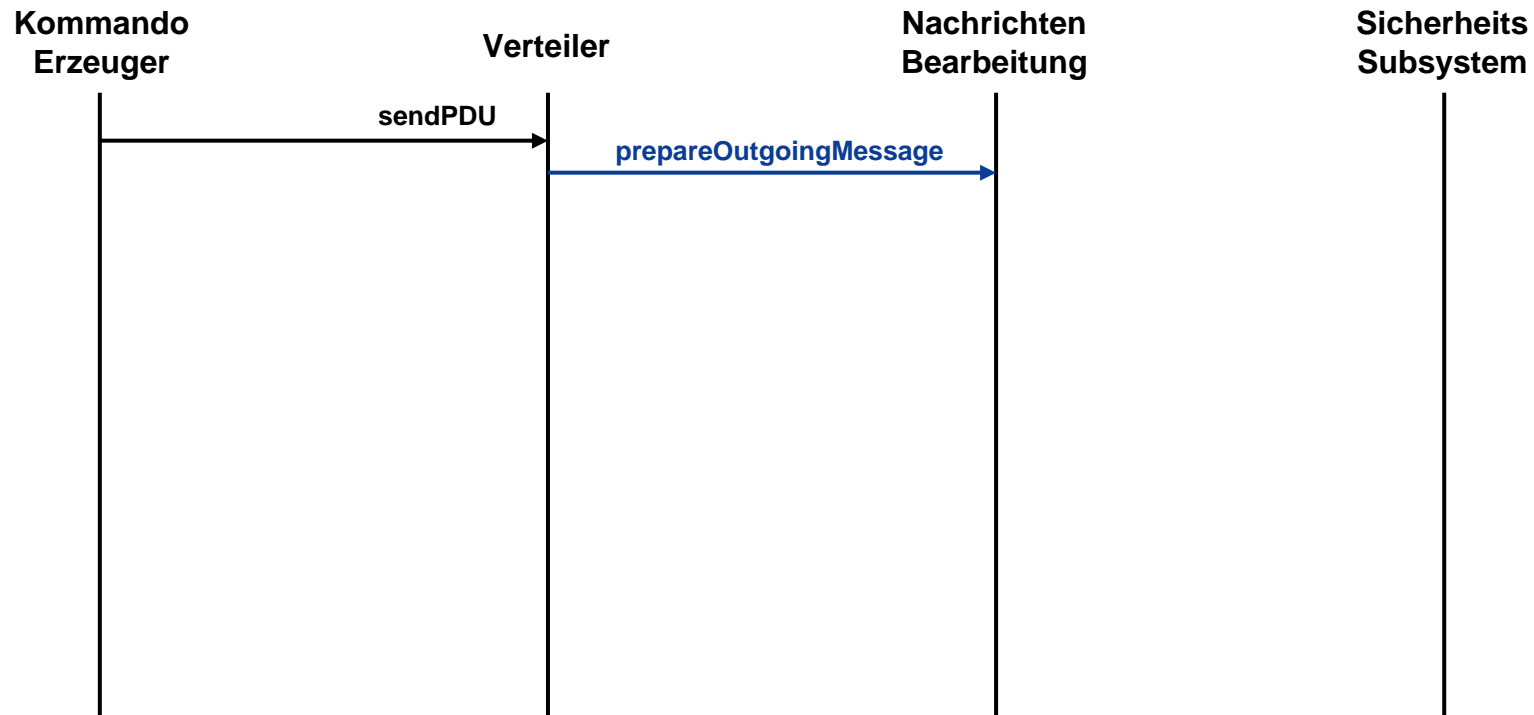 Kommando
Erzeuger
Verteiler
Nachrichten
Bearbeitung
Sicherheits
Subsystem
sendPDU
prepareOutgoingMessage